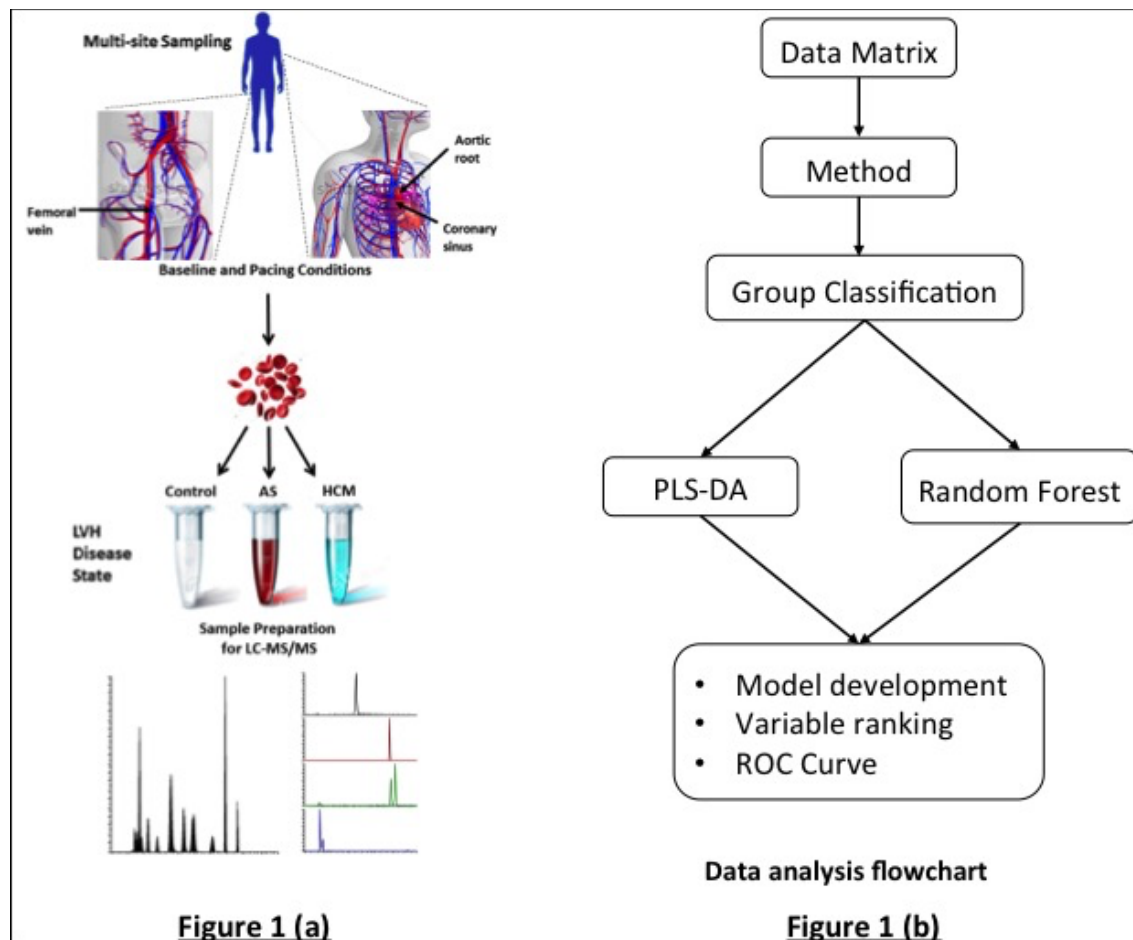 Multi-site Sampling
Aortic
root
Femoral
vein
Coronary
sinus
Baseline and Pacing Conditions
Control AS HCM
LVH
Disease
State
Sample Preparation
for LC-MS/MS
Figure 1 (a)
Data Matrix
Method
Group Classification
PLS-DA
Random Forest
• Model development
• Variable ranking
• ROC Curve
Data analysis flowchart
Figure 1 (b)